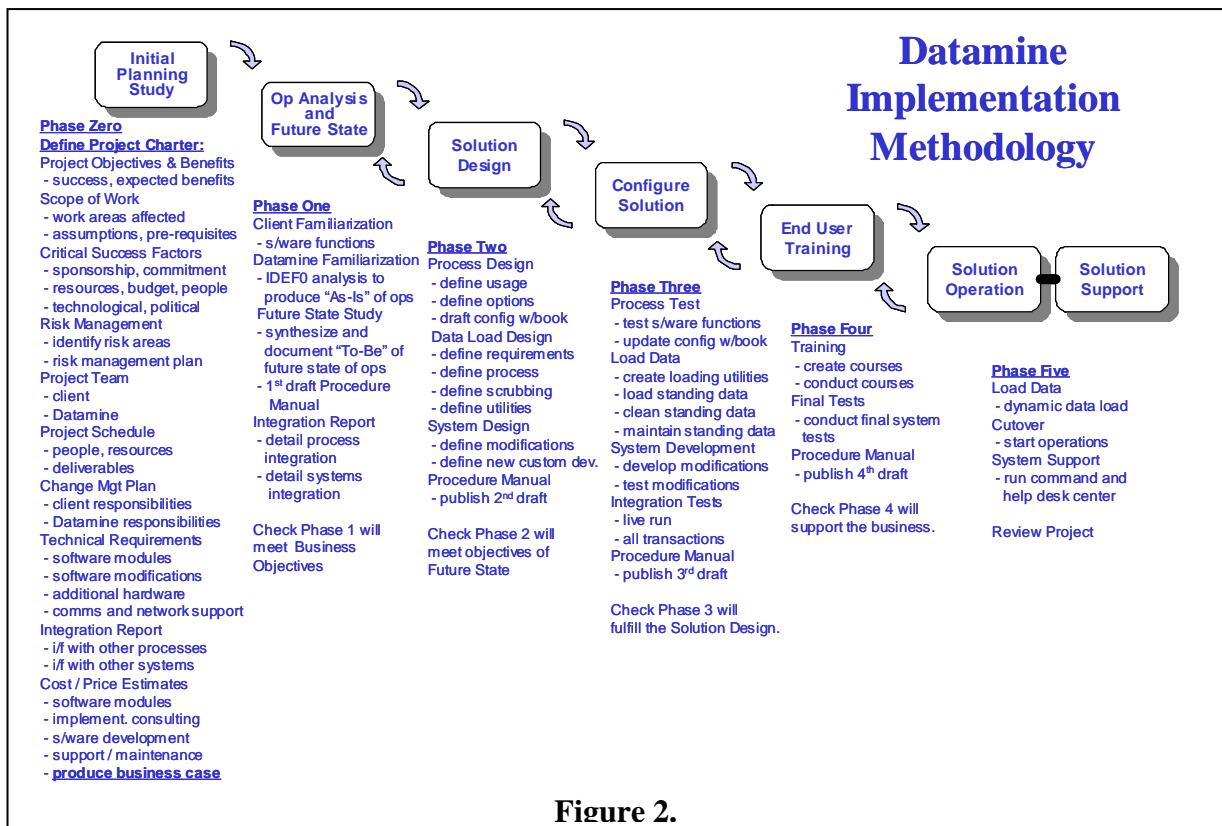 Datamine
Implementation
Methodology
Initial
Planning
Study
Op Analysis
and
Future State
Solution
Design
Configure
Solution
End User
Training
Solution
Operation
Solution
Support
Phase Zero
Define Project Charter:
Project Objectives & Benefits
- success, expected benefits
Scope of Work
- work areas affected
- assumptions, pre-requisites
Critical Success Factors
- sponsorship, commitment
- resources, budget, people
- technological, political
Risk Management
- identify risk areas
- risk management plan
Project Team
- client
- Datamine
Project Schedule
- people, resources
- deliverables
Change Mgt Plan
- client responsibilities
- Datamine responsibilities
Technical Requirements
- software modules
- software modifications
- additional hardware
- comms and network support
Integration Report
- i/f with other processes
- i/f with other systems
Cost / Price Estimates
- software modules
- implement. consulting
- s/ware development
- support / maintenance
- produce business case
Phase One
Client Familiarization
- s/ware functions
Datamine Familiarization
- IDEF0 analysis to
produce “As-Is” of ops
Future State Study
- synthesize and
document “To-Be” of
future state of ops
- 1st draft Procedure
Manual
Integration Report
- detail process
integration
- detail systems
integration
Check Phase 1 will
meet Business
Objectives
Phase Two
Process Design
- define usage
- define options
- draft config w/book
Data Load Design
- define requirements
- define process
- define scrubbing
- define utilities
System Design
- define modifications
- define new custom dev.
Procedure Manual
- publish 2nd draft
Check Phase 2 will
meet objectives of
Future State
Phase Three
Process Test
- test s/ware functions
- update config w/book
Load Data
- create loading utilities
- load standing data
- clean standing data
- maintain standing data
System Development
- develop modifications
- test modifications
Integration Tests
- live run
- all transactions
Procedure Manual
- publish 3rd draft
Check Phase 3 will
fulfill the Solution Design.
Phase Four
Training
- create courses
- conduct courses
Final Tests
- conduct final system
tests
Procedure Manual
- publish 4th draft
Check Phase 4 will
support the business.
Phase Five
Load Data
- dynamic data load
Cutover
- start operations
System Support
- run command and
help desk center
Review Project
Figure 2.